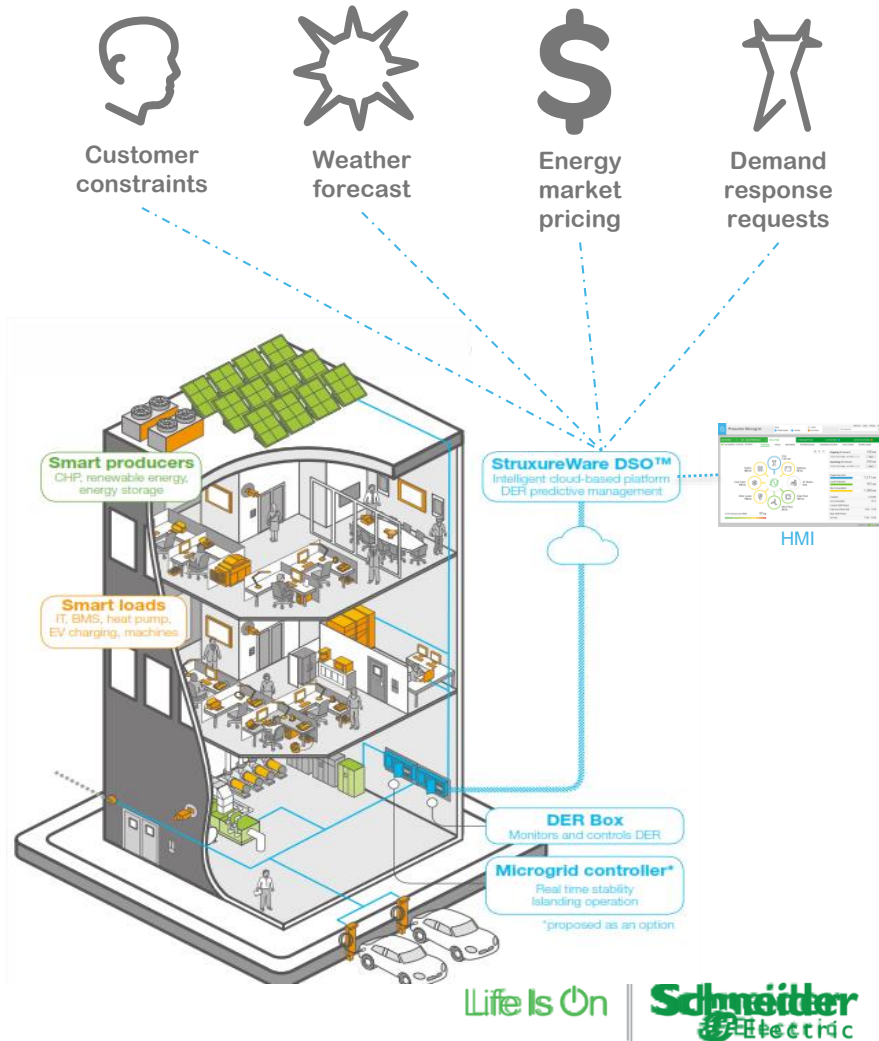 Customer
constraints
Weather
forecast
Energy
market
pricing
Demand
response
requests
Smart producers
CHP, renewable energy,
energy storage
StruxureWare DSO™
Intelligent cloud-based platform
DER predictive management
HMI
Smart loads
IT, BMS, heat pump,
EV charging, machines
DER Box
Monitors and controls DER
Microgrid controller*
Real time stability
Islanding operation
*proposed as an option
Life Is On
Schneider
Electric